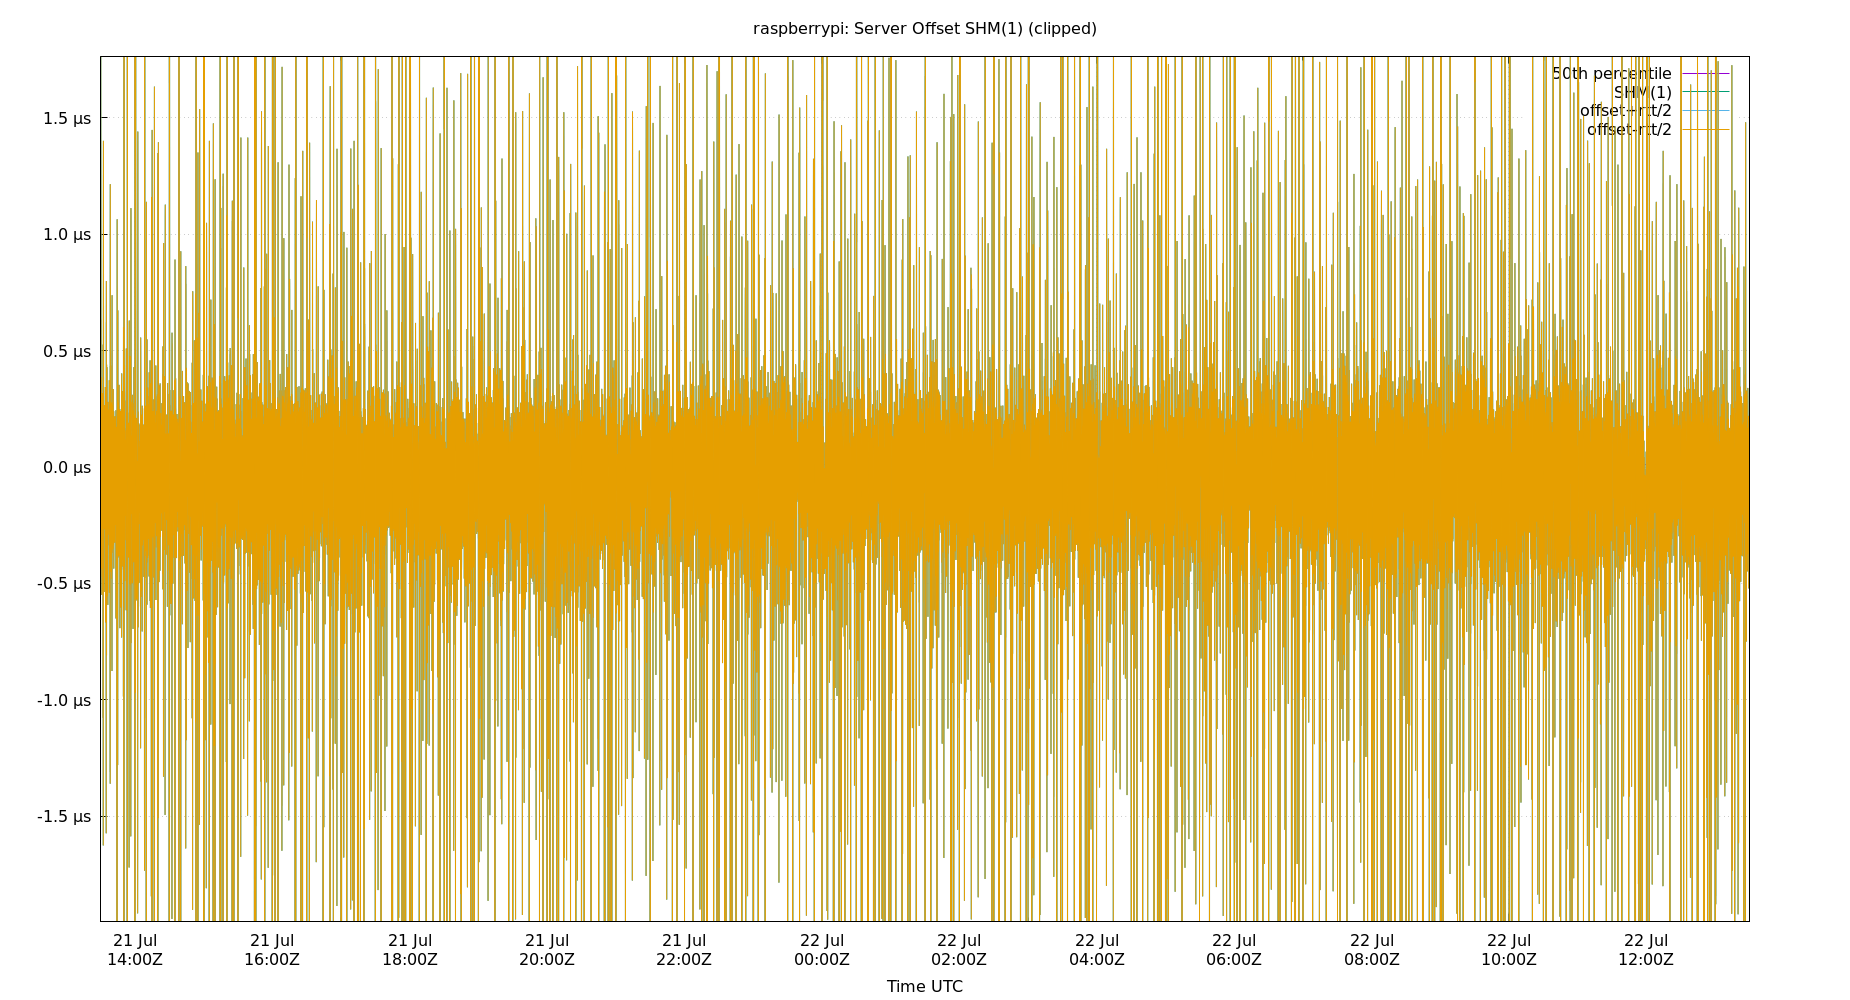 raspberrypi: Server Offset SHM(1) (clipped)
50th percentile
SHM(1)
offset+rtt/2
offset-rtt/2
1.5 µs
1.0 µs
0.5 µs
0.0 µs
-0.5 µs
-1.0 µs
-1.5 µs
21 Jul 21 Jul 21 Jul 21 Jul 21 Jul 22 Jul 22 Jul 22 Jul 22 Jul 22 Jul 22 Jul 22 Jul
14:00Z 16:00Z 18:00Z 20:00Z 22:00Z 00:00Z 02:00Z 04:00Z 06:00Z 08:00Z 10:00Z 12:00Z
Time UTC